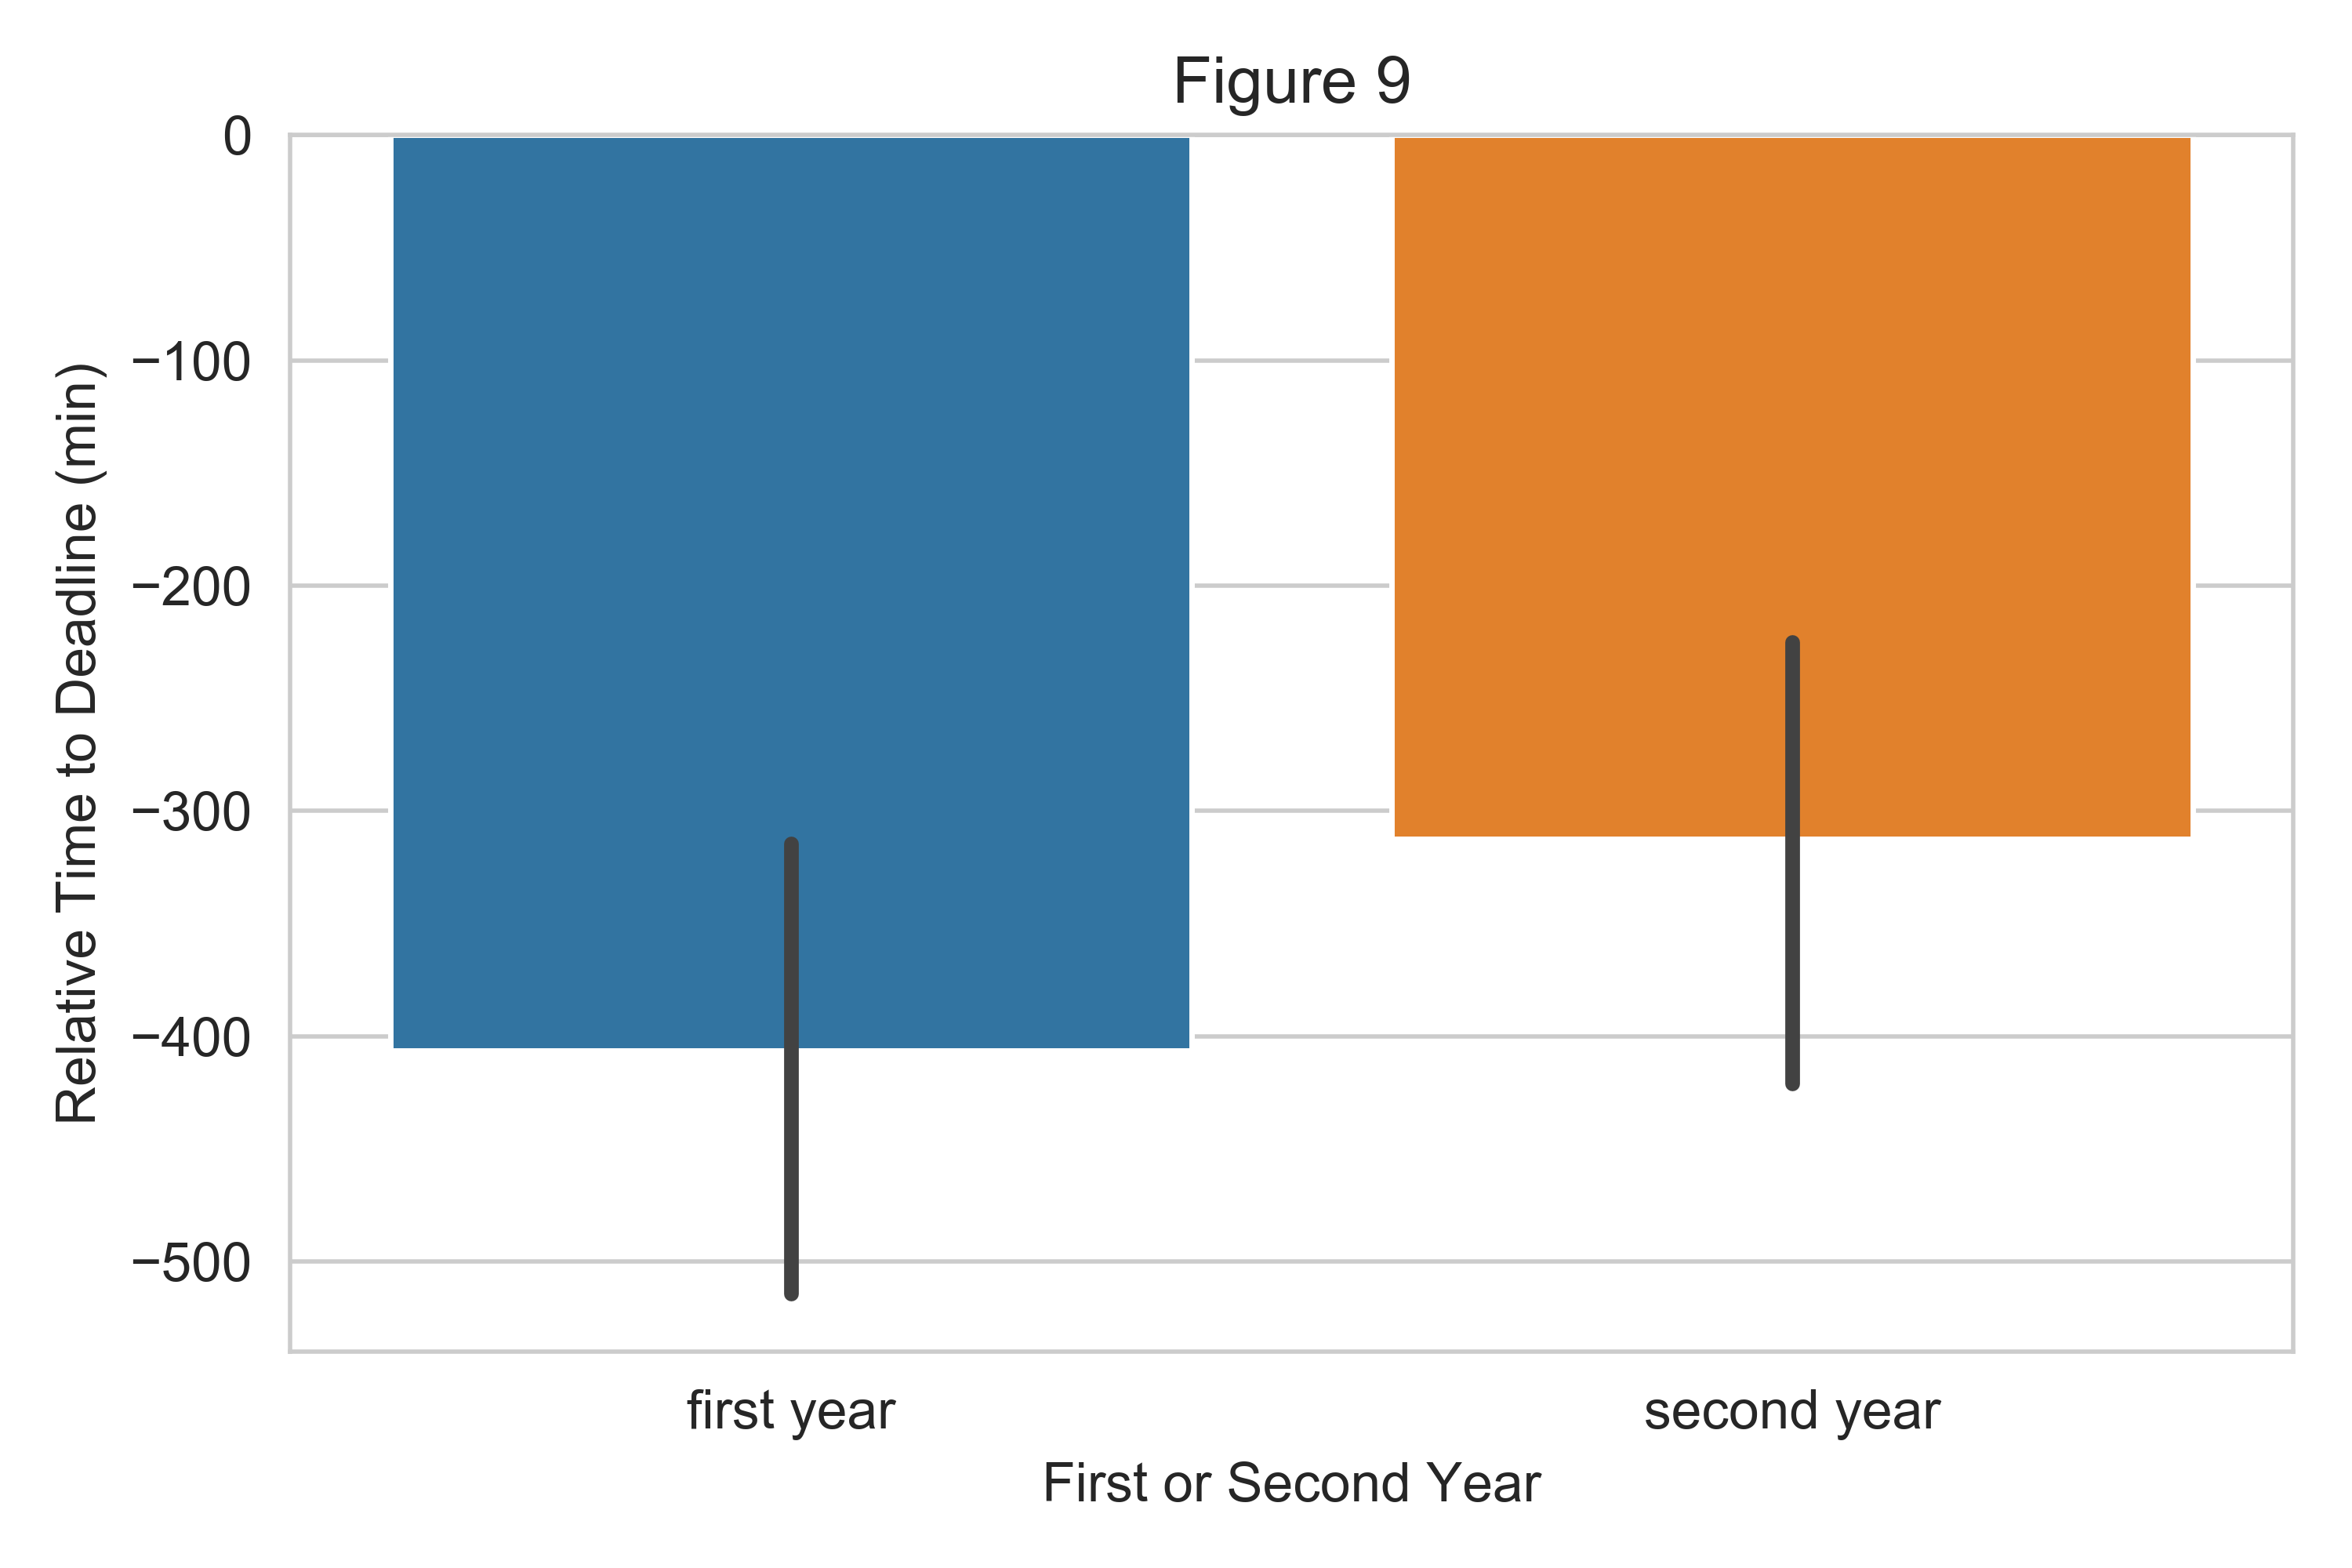 Figure 9
0
−100
−200
−300
−400
−500
Relative Time to Deadline (min)
first year
second year
First or Second Year